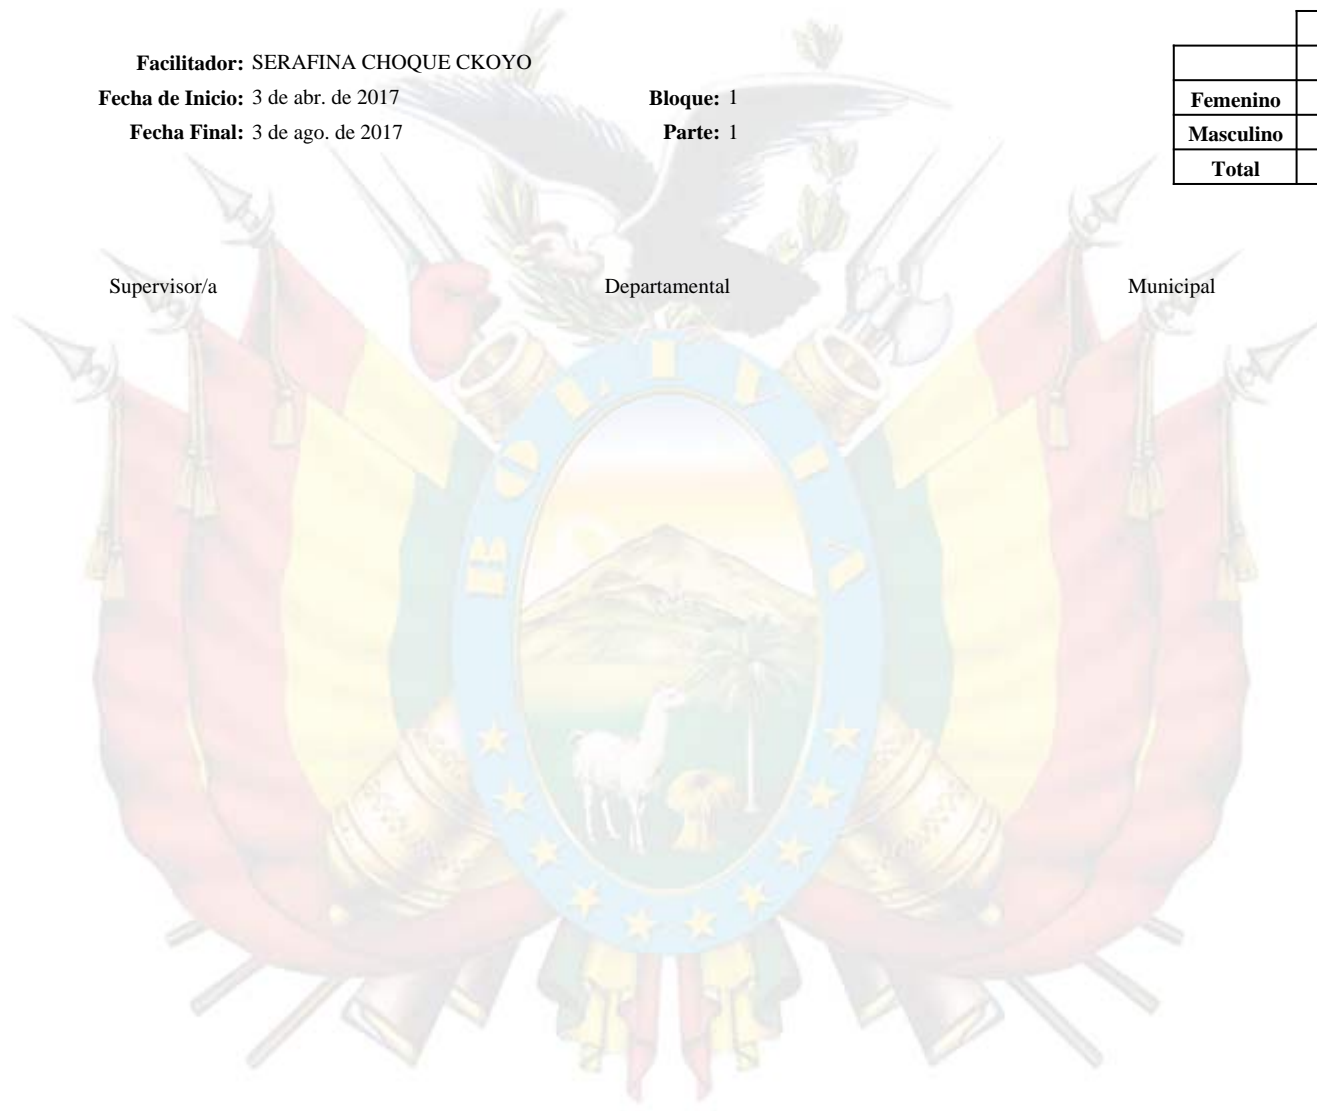 Facilitador: SERAFINA CHOQUE CKOYO
Fecha de Inicio: 3 de abr. de 2017 Bloque: 1
Fecha Final: 3 de ago. de 2017 Parte: 1
Femenino
Masculino
Total
Supervisor/a Departamental Municipal
BOLIVIA